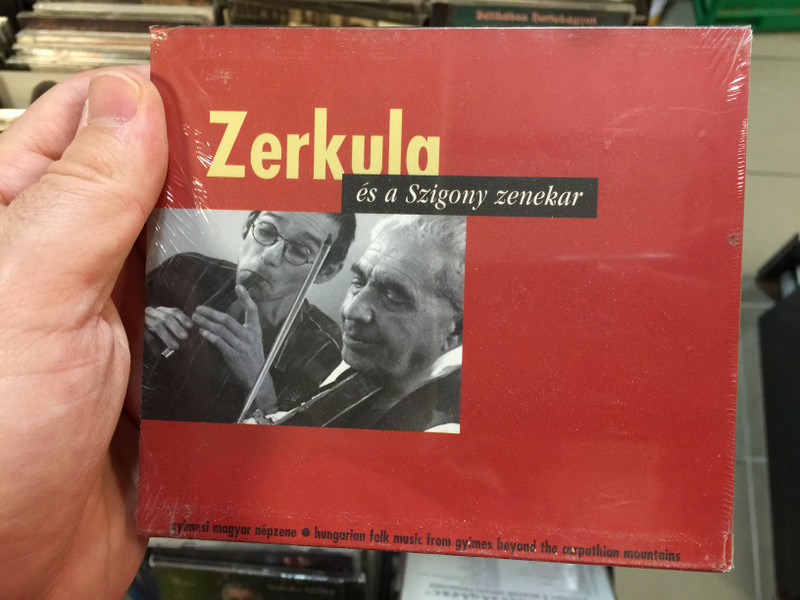 Zerkula
és a Szigony zenekar
gyimesi magyar népzene ● hungarian folk music from gyimes beyond the carpathian mountains